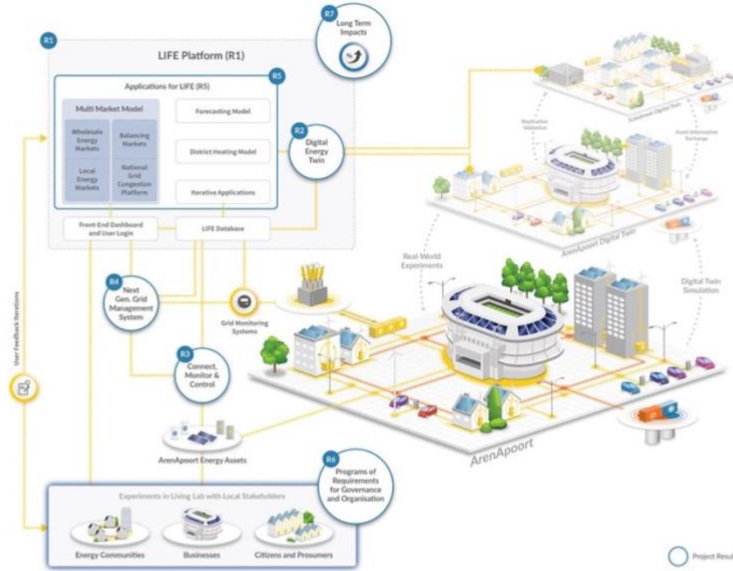 R1
R7
Long Term
Impacts
LIFE Platform (R1)
Applications for LIFE (R5)
R5
Multi Market Model
Wholesale
Energy
Markets
Balancing
Markets
Local
Energy
Markets
National
Grid
Congestion
Platform
Forecasting Model
District Heating Model
Iterative Applications
R2
Digital
Energy
Twin
Front-End Dashboard
and User Login
LIFE Database
Digital Twin
Replication
Validation
Exchange
ArenApoort Digital Twin
Real-World
Experiments
Digital Twin
Simulation
R4
Next
Gen. Grid
Management
System
Grid Monitoring
Systems
R3
Connect,
Monitor &
Control
User Feedback Iterations
ArenApoort Energy Assets
ArenApoort
R6
Programs of
Requirements
for Governance
and Organisation
Experiments in Living Lab with Local Stakeholders
Energy Communities
Businesses
Citizens and Prosumers
Project Resul